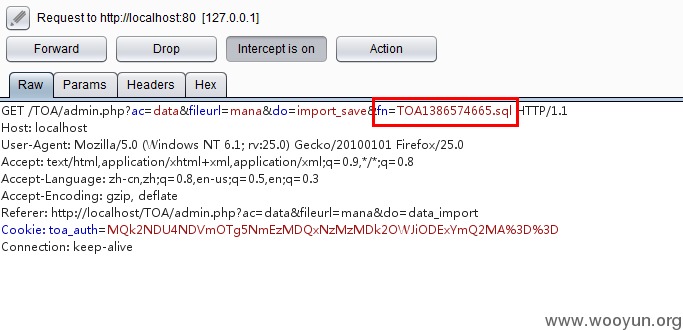 Request to http://localhost:80 [127.0.0.1]
Forward Drop Intercept is on Action
Raw Params Headers Hex
GET /TOA/admin.php?ac=data&fileurl=mana&do=import_save&fn=TOA1386574665.sql HTTP/1.1
Host: localhost
User-Agent: Mozilla/5.0 (Windows NT 6.1; rv:25.0) Gecko/20100101 Firefox/25.0
Accept: text/html,application/xhtml+xml,application/xml;q=0.9,*/*;q=0.8
Accept-Language: zh-cn,zh;q=0.8,en-us;q=0.5,en;q=0.3
Accept-Encoding: gzip, deflate
Referer: http://localhost/TOA/admin.php?ac=data&fileurl=mana&do=data_import
Cookie: toa_auth=MQk2NDU4NDVmOTg5NmEzMDQxNzMzMDk2OWJiODExYmQ2MA%3D%3D
Connection: keep-alive
www.wooyun.org